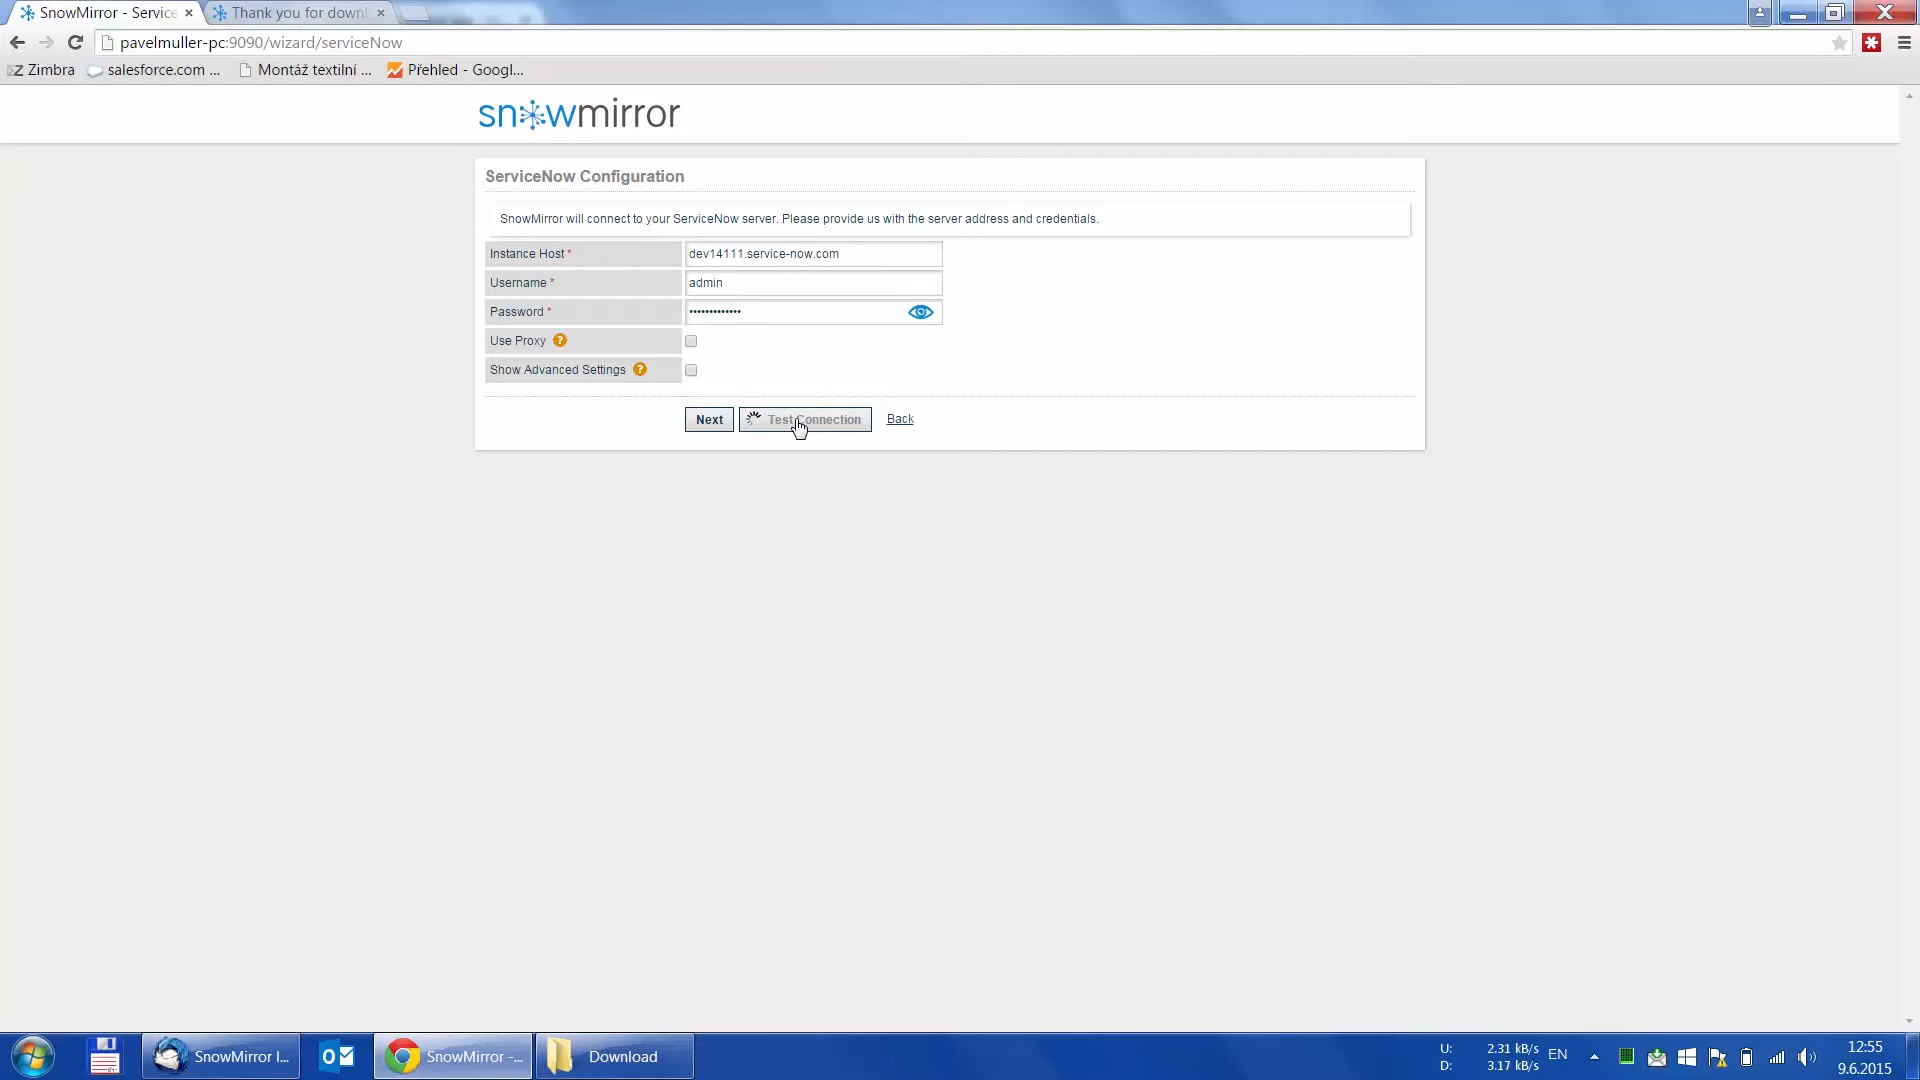 SnowMirror - Service
Thank you for downl
pavelmuller-pc:9090/wizard/serviceNow
Zimbra
salesforce.com ...
Montáž textilní ...
Přehled - Googl...
snowmirror
ServiceNow Configuration
SnowMirror will connect to your ServiceNow server. Please provide us with the server address and credentials.
Instance Host *
dev14111.service-now.com
Username *
admin
Password *
•••••••••••••
Use Proxy ?
Show Advanced Settings ?
Next
Test Connection
Back
SnowMirror I...
SnowMirror -...
Download
U: 2.31 kB/s
D: 3.17 kB/s
EN
12:55
9.6.2015